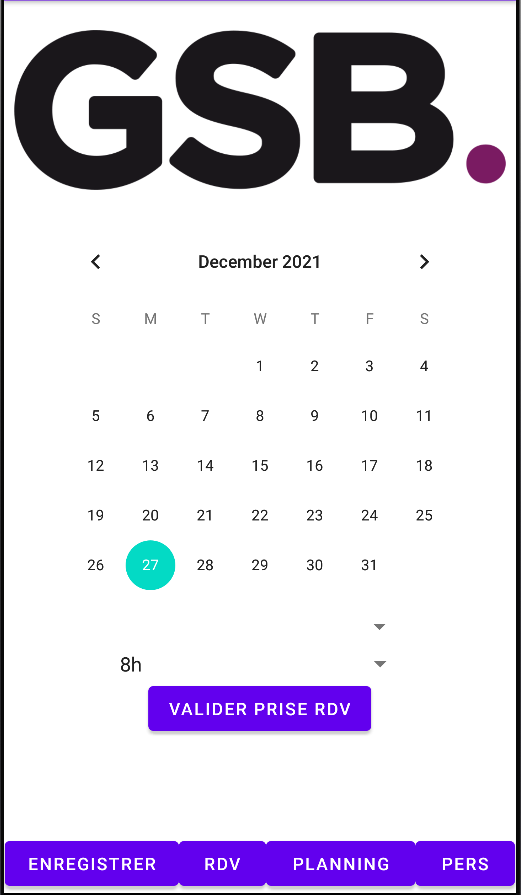 GSB.
December 2021
S M T W T F S
1 2 3 4
5 6 7 8 9 10 11
12 13 14 15 16 17 18
19 20 21 22 23 24 25
26 27 28 29 30 31
8h
VALIDER PRISE RDV
ENREGISTRER RDV PLANNING PERS